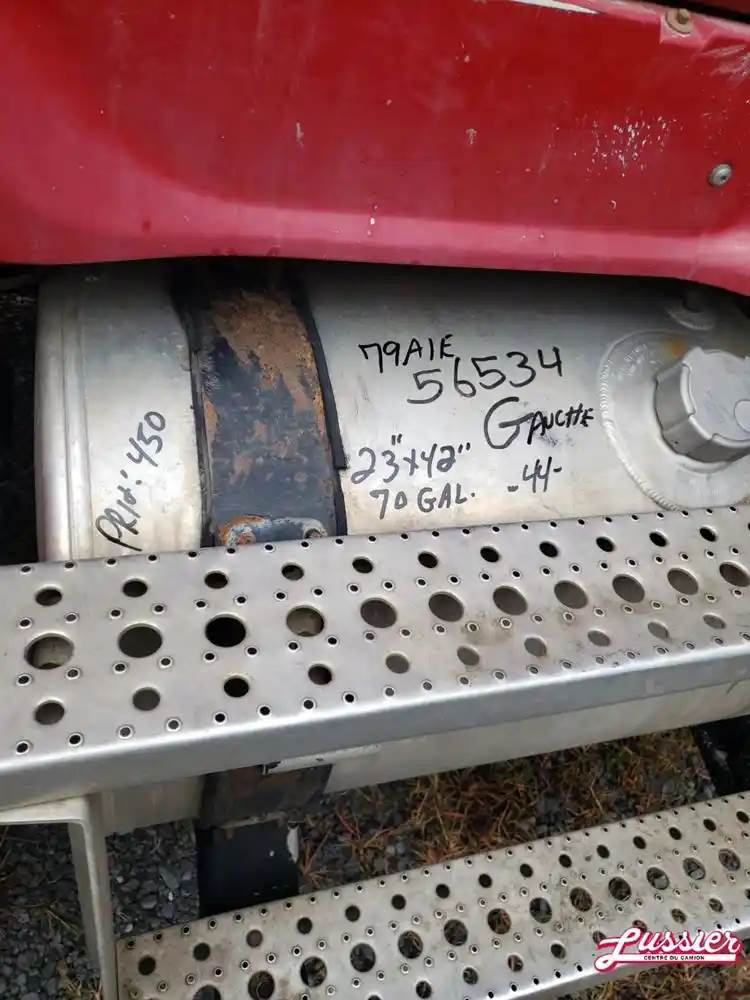 79A1E
56534
GAUCHE
23"x42"
70 GAL. -44-
PRIX: 450
Lussier
CENTRE DU CAMION